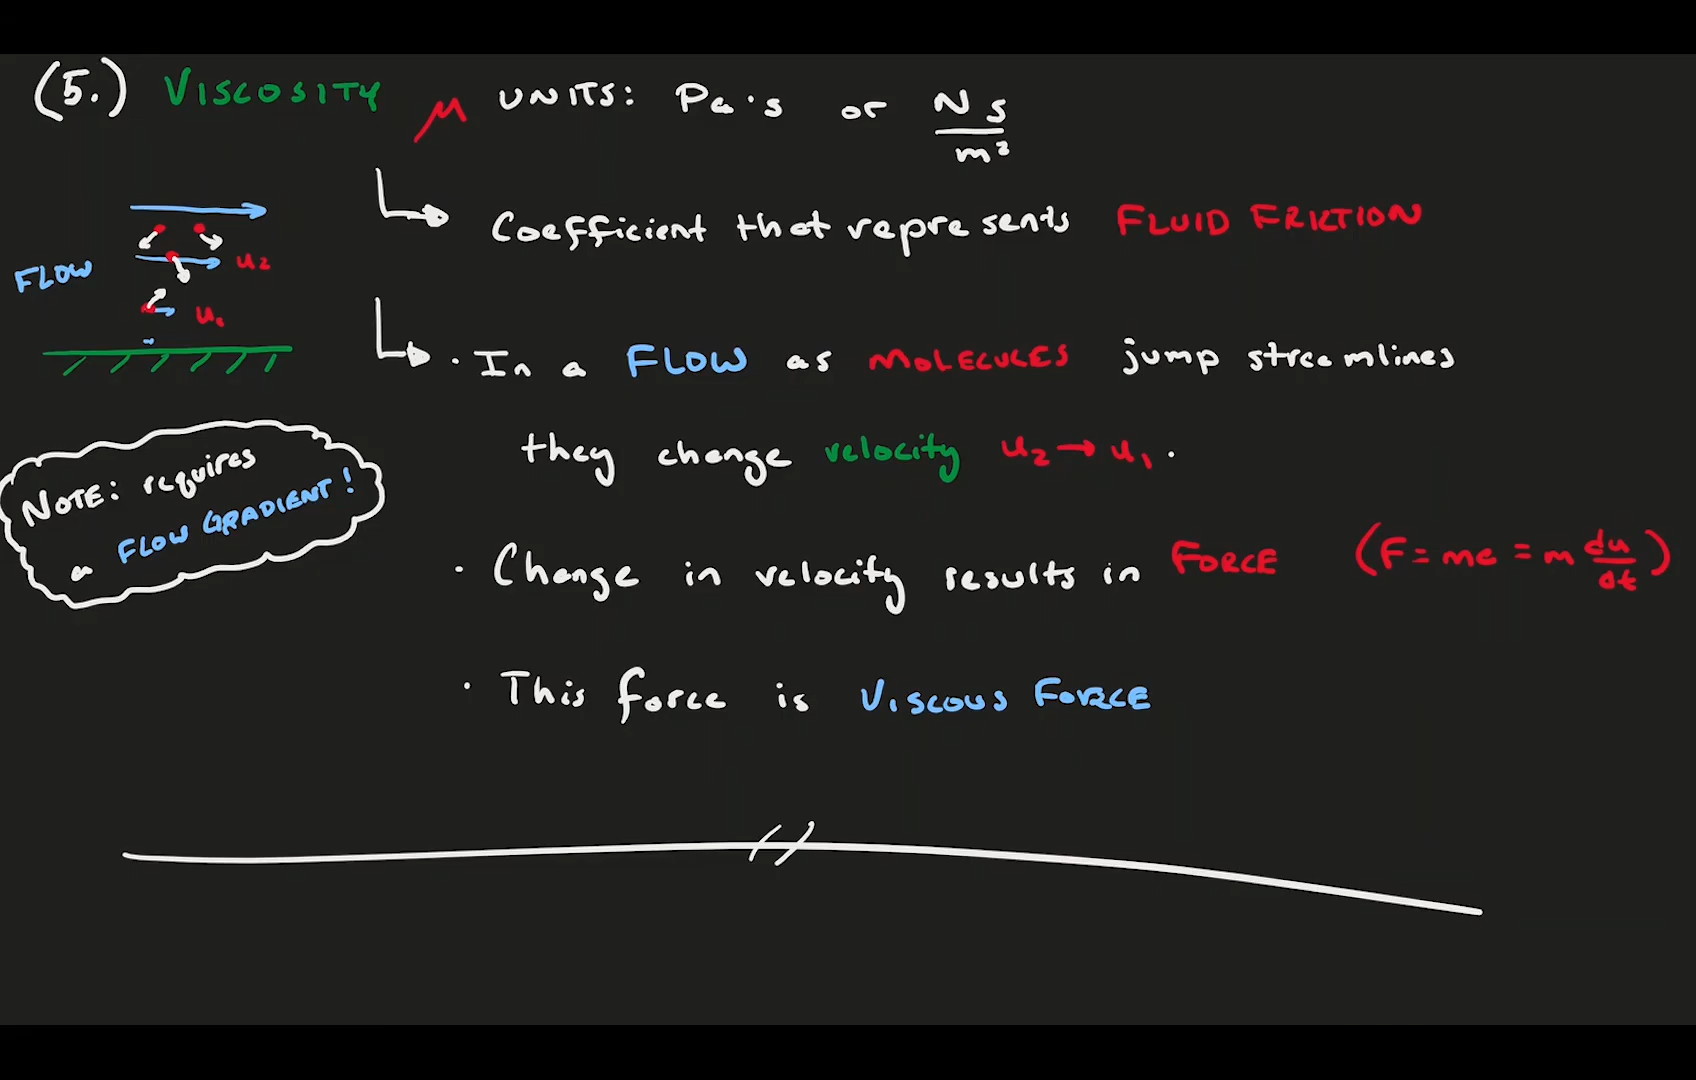 (5.) VISCOSITY μ UNITS: Pa·s or N s / m²
Coefficient that represents FLUID FRICTION
FLOW
u₂
u₁
· In a FLOW as MOLECULES jump streamlines
they change velocity u₂ → u₁.
NOTE: requires
a FLOW GRADIENT!
· Change in velocity results in FORCE (F = ma = m du/dt)
· This force is VISCOUS FORCE